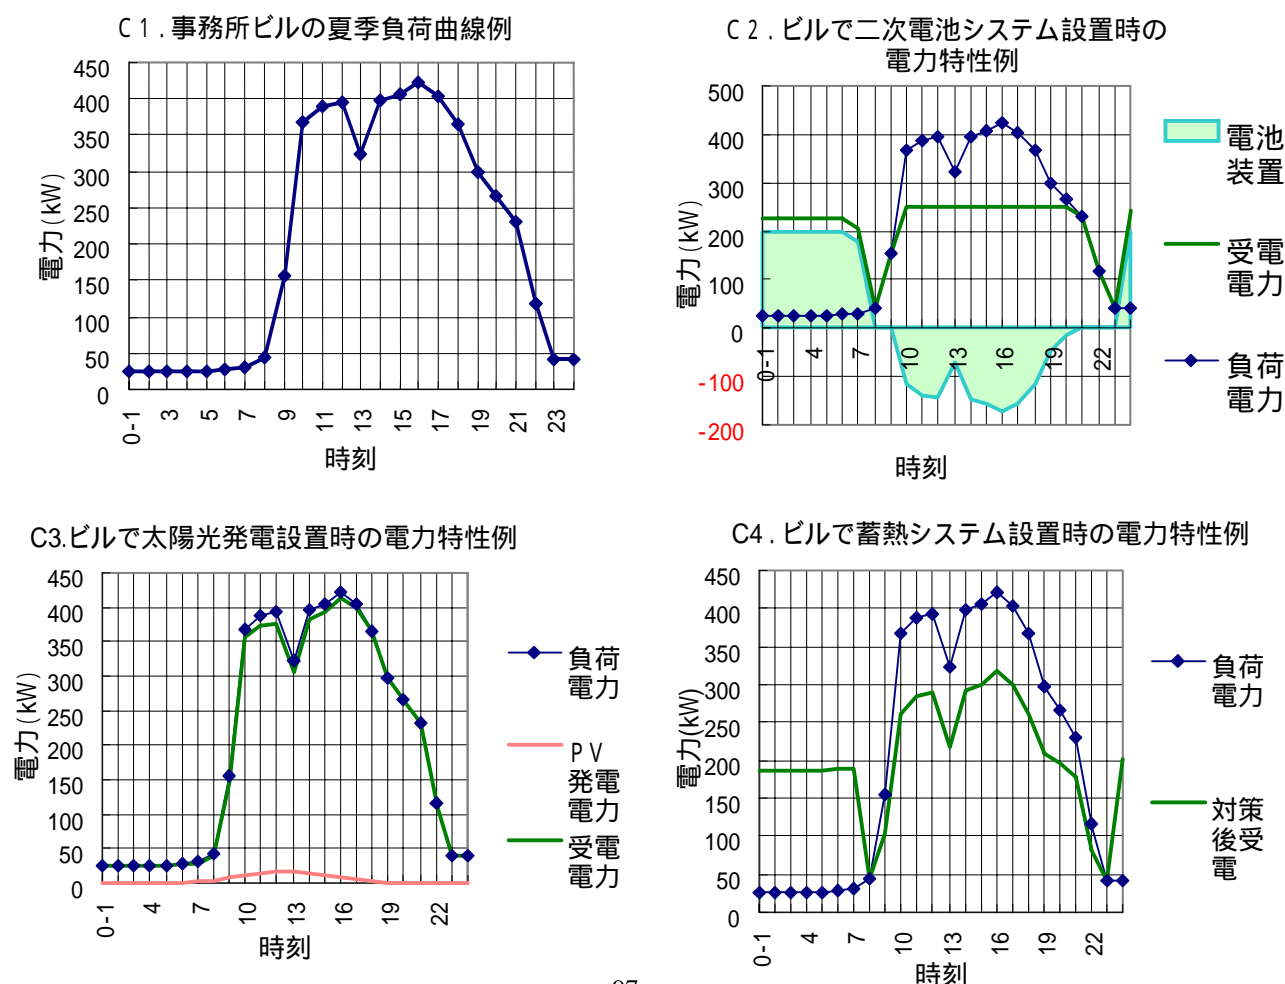 C1.事務所ビルの夏季負荷曲線例
450
400
350
300
250
200
150
100
50
0
電力(kW)
0-1
3
5
7
9
11
13
15
17
19
21
23
時刻
C2.ビルで二次電池システム設置時の
電力特性例
500
400
300
200
100
0
-100
-200
電力(kW)
0-1
4
7
10
13
16
19
22
時刻
電池
装置
受電
電力
負荷
電力
C3.ビルで太陽光発電設置時の電力特性例
450
400
350
300
250
200
150
100
50
0
電力(kW)
0-1
4
7
10
13
16
19
22
時刻
負荷
電力
PV
発電
電力
受電
電力
C4.ビルで蓄熱システム設置時の電力特性例
450
400
350
300
250
200
150
100
50
0
電力(kW)
0-1
4
7
10
13
16
19
22
時刻
負荷
電力
対策
後受
電